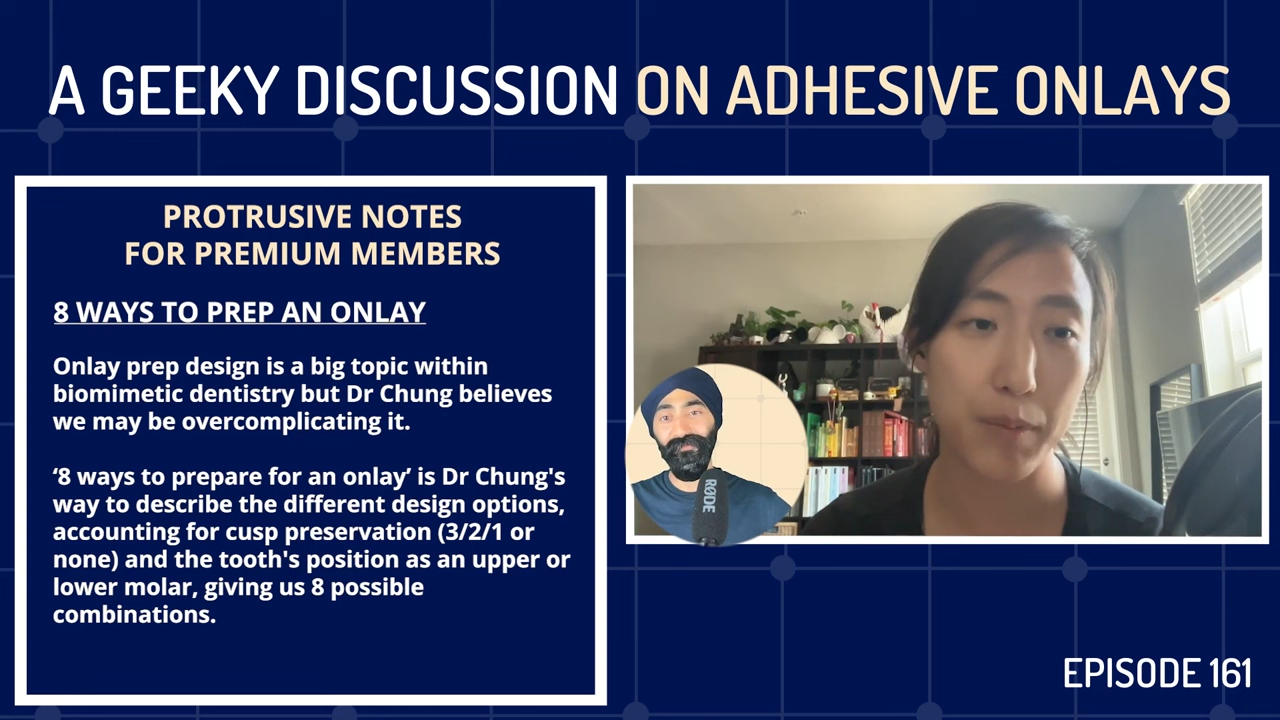 A GEEKY DISCUSSION ON ADHESIVE ONLAYS
PROTRUSIVE NOTES
FOR PREMIUM MEMBERS
8 WAYS TO PREP AN ONLAY
Onlay prep design is a big topic within
biomimetic dentistry but Dr Chung believes
we may be overcomplicating it.
‘8 ways to prepare for an onlay’ is Dr Chung's
way to describe the different design options,
accounting for cusp preservation (3/2/1 or
none) and the tooth's position as an upper or
lower molar, giving us 8 possible
combinations.
RØDE
EPISODE 161